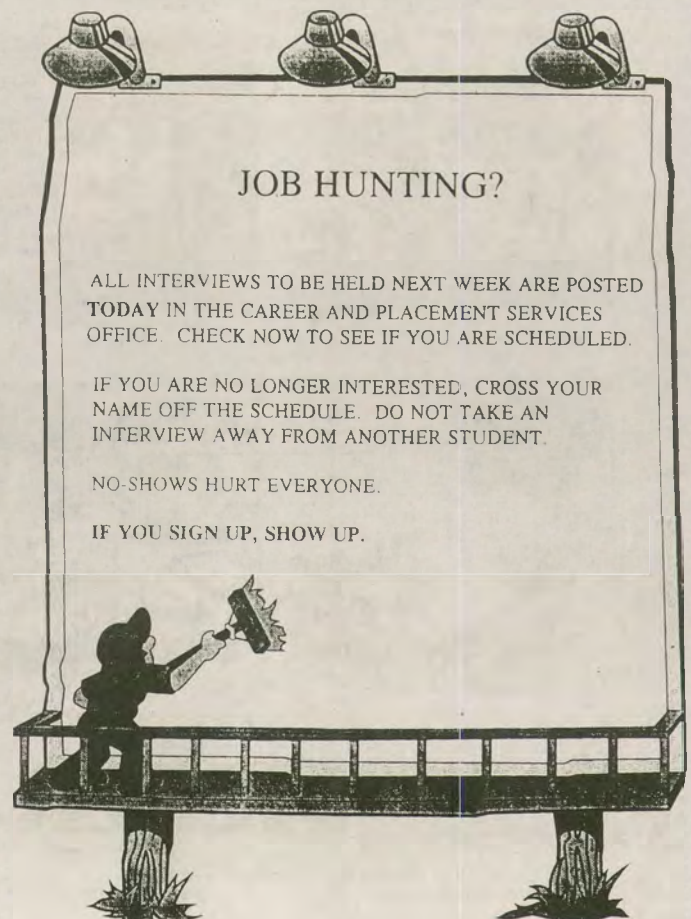 JOB HUNTING?
ALL INTERVIEWS TO BE HELD NEXT WEEK ARE POSTED
TODAY IN THE CAREER AND PLACEMENT SERVICES
OFFICE. CHECK NOW TO SEE IF YOU ARE SCHEDULED.
IF YOU ARE NO LONGER INTERESTED, CROSS YOUR
NAME OFF THE SCHEDULE. DO NOT TAKE AN
INTERVIEW AWAY FROM ANOTHER STUDENT.
NO-SHOWS HURT EVERYONE.
IF YOU SIGN UP, SHOW UP.